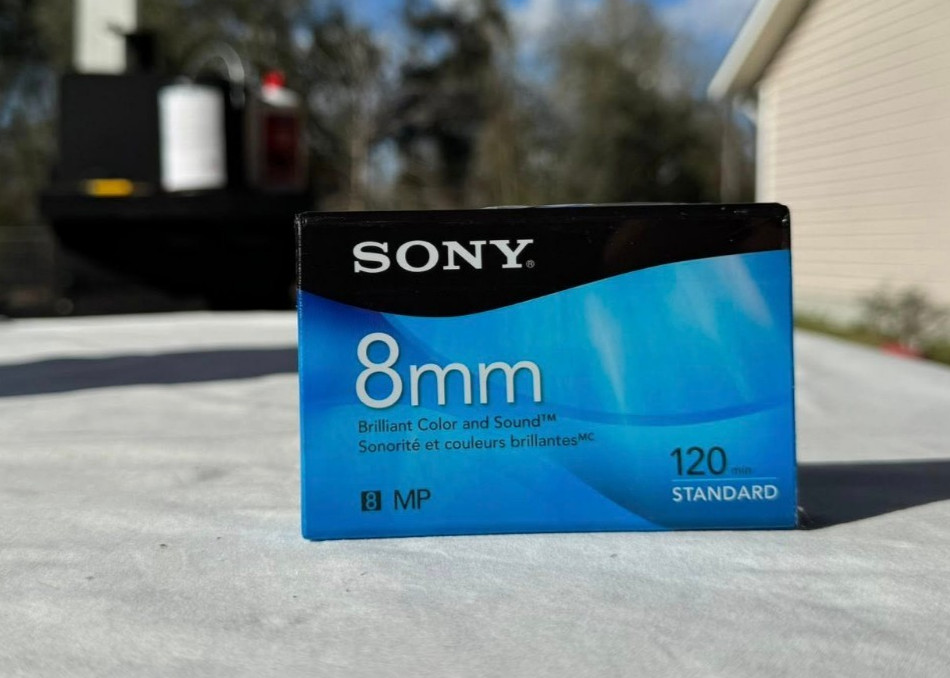 SONY®
8mm
Brilliant Color and Sound™
Sonorité et couleurs brillantesMC
120 min
STANDARD
8 MP